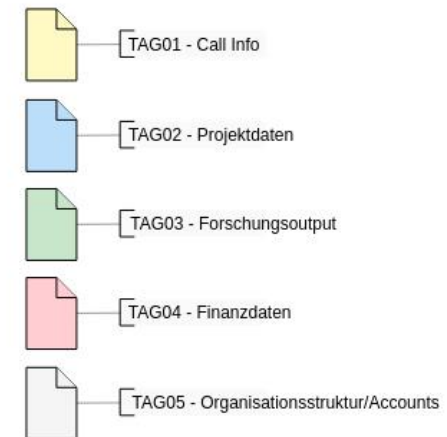 TAG01 - Call Info
TAG02 - Projektdaten
TAG03 - Forschungsoutput
TAG04 - Finanzdaten
TAG05 - Organisationsstruktur/Accounts